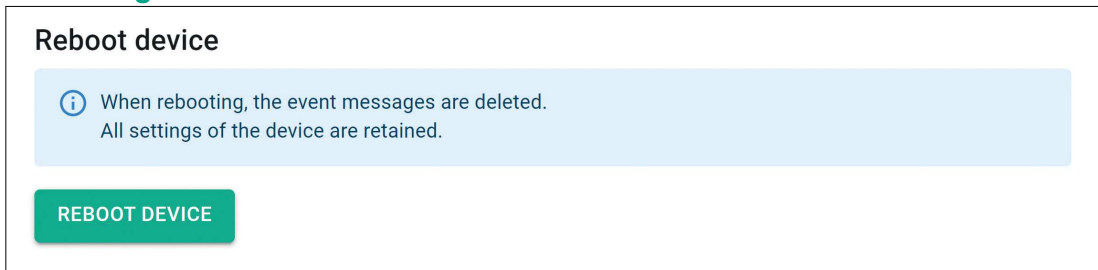 Reboot device
When rebooting, the event messages are deleted.
All settings of the device are retained.
REBOOT DEVICE